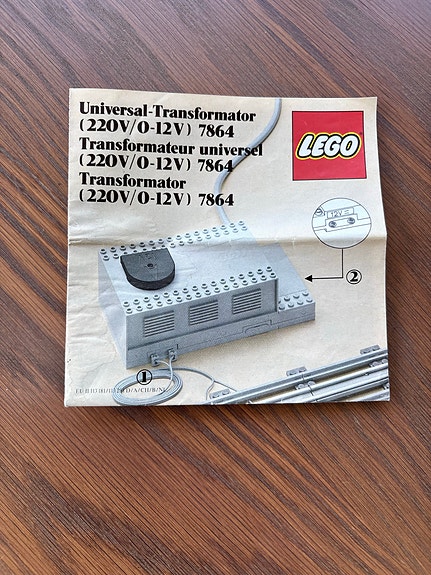 Universal-Transformator
(220V/0-12V) 7864
Transformateur universel
(220V/0-12V) 7864
Transformator
(220V/0-12V) 7864
LEGO
12V
②
①